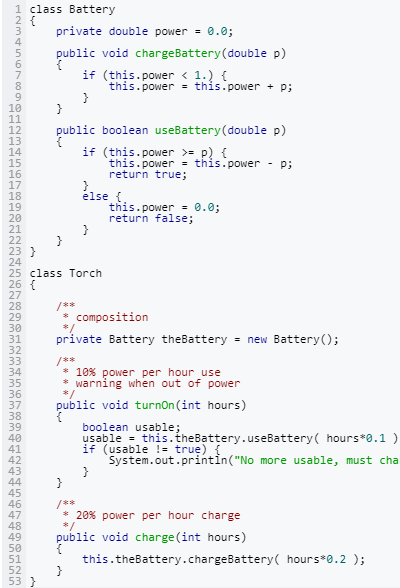 1 class Battery
2 {
3     private double power = 0.0;
4
5     public void chargeBattery(double p)
6     {
7         if (this.power < 1.) {
8             this.power = this.power + p;
9         }
10     }
11
12     public boolean useBattery(double p)
13     {
14         if (this.power >= p) {
15             this.power = this.power - p;
16             return true;
17         }
18         else {
19             this.power = 0.0;
20             return false;
21         }
22     }
23 }
24
25 class Torch
26 {
27
28     /**
29      * composition
30      */
31     private Battery theBattery = new Battery();
32
33     /**
34      * 10% power per hour use
35      * warning when out of power
36      */
37     public void turnOn(int hours)
38     {
39         boolean usable;
40         usable = this.theBattery.useBattery( hours*0.1 )
41         if (usable != true) {
42             System.out.println("No more usable, must cha
43         }
44     }
45
46     /**
47      * 20% power per hour charge
48      */
49     public void charge(int hours)
50     {
51         this.theBattery.chargeBattery( hours*0.2 );
52     }
53 }